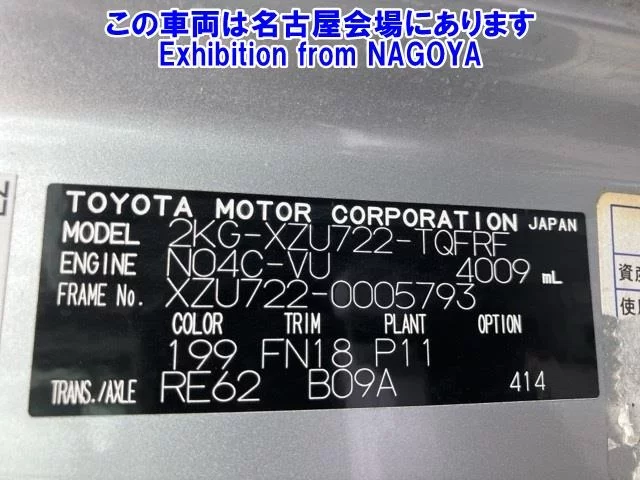 この車両は名古屋会場にあります
Exhibition from NAGOYA
TOYOTA MOTOR CORPORATION JAPAN
MODEL 2KG-XZU722-TQFRF
ENGINE N04C-VU 4009 mL
FRAME No. XZU722-0005793
COLOR TRIM PLANT OPTION
199 FN18 P11
TRANS./AXLE RE62 B09A 414
資産
使用